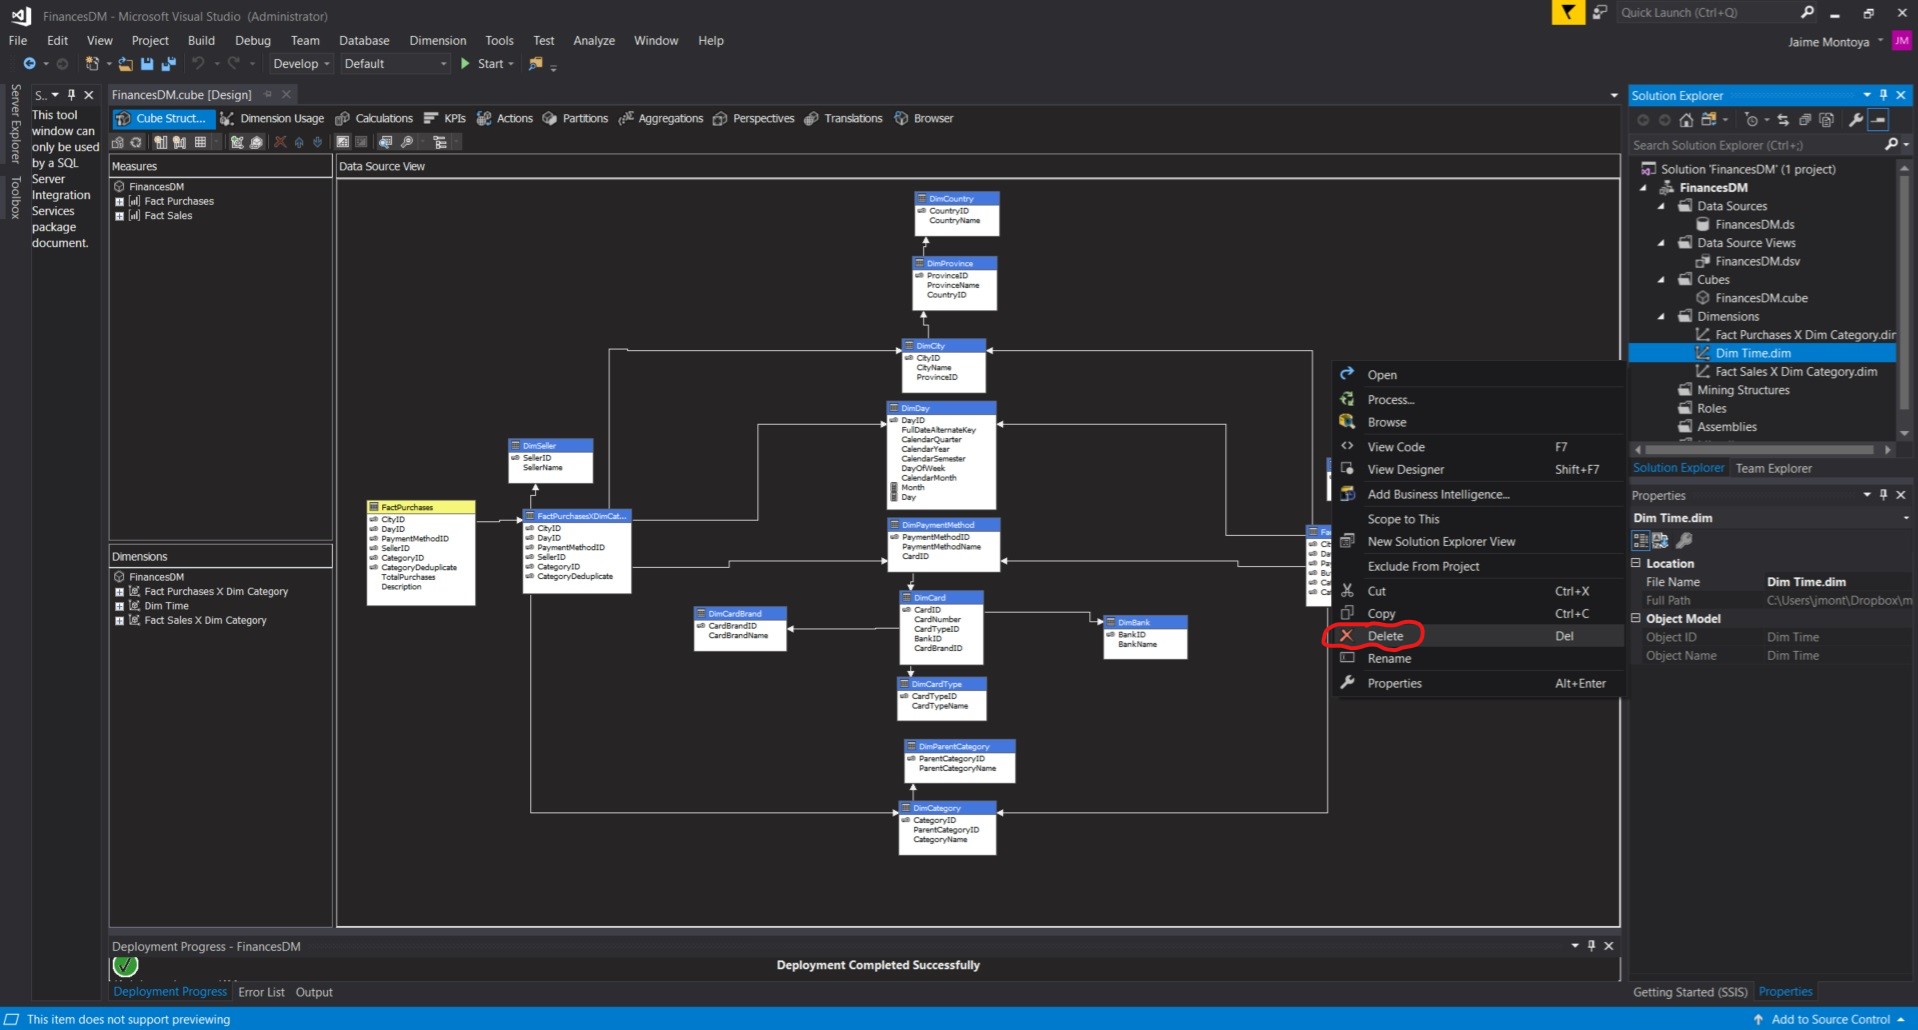 FinancesDM - Microsoft Visual Studio (Administrator)
Quick Launch (Ctrl+Q)
File Edit View Project Build Debug Team Database Dimension Tools Test Analyze Window Help
Jaime Montoya JM
Develop Default Start
Server Explorer
Toolbox
S..
This tool
window can
only be used
by a SQL
Server
Integration
Services
package
document.
FinancesDM.cube [Design]
Cube Struct... Dimension Usage Calculations KPIs Actions Partitions Aggregations Perspectives Translations Browser
Measures
FinancesDM
Fact Purchases
Fact Sales
Dimensions
FinancesDM
Fact Purchases X Dim Category
Dim Time
Fact Sales X Dim Category
Data Source View
DimCountry
CountryID
CountryName
DimProvince
ProvinceID
ProvinceName
CountryID
DimCity
CityID
CityName
ProvinceID
DimDay
DayID
FullDateAlternateKey
CalendarQuarter
CalendarYear
CalendarSemester
DayOfWeek
CalendarMonth
Month
Day
DimSeller
SellerID
SellerName
FactPurchases
CityID
DayID
PaymentMethodID
SellerID
CategoryID
CategoryDeduplicate
TotalPurchases
Description
FactPurchasesXDimCat...
CityID
DayID
PaymentMethodID
SellerID
CategoryID
CategoryDeduplicate
DimPaymentMethod
PaymentMethodID
PaymentMethodName
CardID
DimCard
CardID
CardNumber
CardTypeID
BankID
CardBrandID
DimCardBrand
CardBrandID
CardBrandName
DimBank
BankID
BankName
DimCardType
CardTypeID
CardTypeName
DimParentCategory
ParentCategoryID
ParentCategoryName
DimCategory
CategoryID
ParentCategoryID
CategoryName
Open
Process...
Browse
View Code F7
View Designer Shift+F7
Add Business Intelligence...
Scope to This
New Solution Explorer View
Exclude From Project
Cut Ctrl+X
Copy Ctrl+C
Delete Del
Rename
Properties Alt+Enter
Solution Explorer
Search Solution Explorer (Ctrl+;)
Solution 'FinancesDM' (1 project)
FinancesDM
Data Sources
FinancesDM.ds
Data Source Views
FinancesDM.dsv
Cubes
FinancesDM.cube
Dimensions
Fact Purchases X Dim Category.dir
Dim Time.dim
Fact Sales X Dim Category.dim
Mining Structures
Roles
Assemblies
Solution Explorer Team Explorer
Properties
Dim Time.dim
Location
File Name Dim Time.dim
Full Path C:\Users\jmont\Dropbox\m
Object Model
Object ID Dim Time
Object Name Dim Time
Getting Started (SSIS) Properties
Deployment Progress - FinancesDM
Deployment Completed Successfully
Deployment Progress Error List Output
This item does not support previewing
Add to Source Control